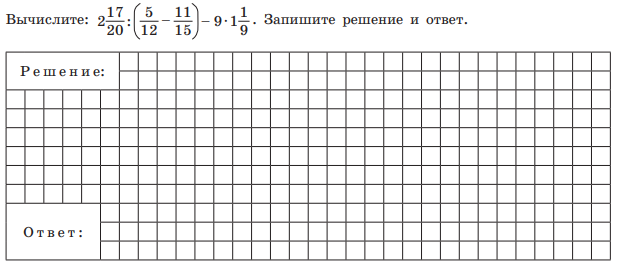 Вычислите: 2 17/20 : (5/12 − 11/15) − 9 · 1 1/9 . Запишите решение и ответ.
Решение:
Ответ: